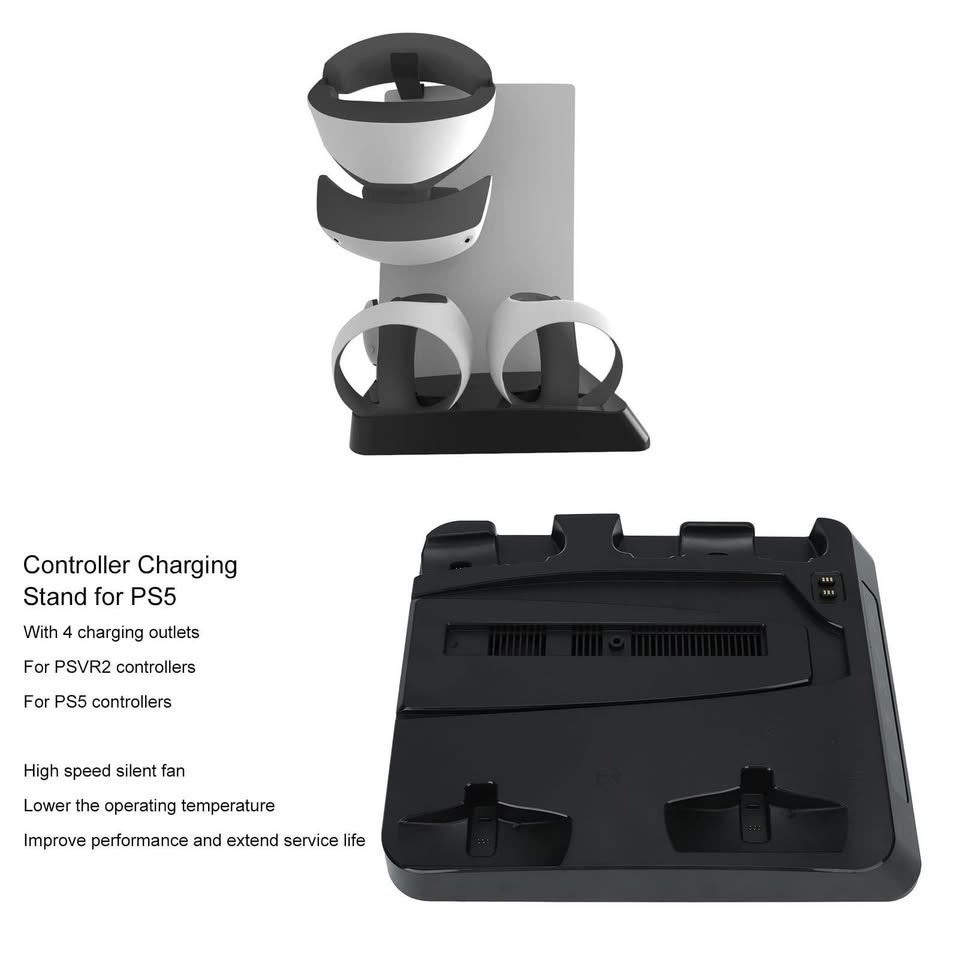 Controller Charging
Stand for PS5
With 4 charging outlets
For PSVR2 controllers
For PS5 controllers
High speed silent fan
Lower the operating temperature
Improve performance and extend service life